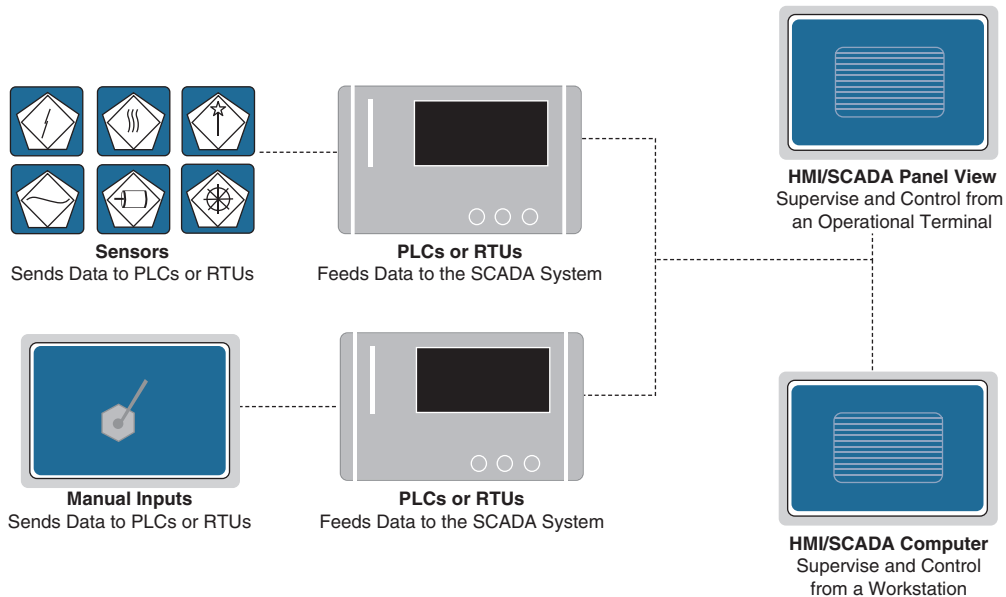 HMI/SCADA Panel View
Supervise and Control from
an Operational Terminal
Sensors
Sends Data to PLCs or RTUs
PLCs or RTUs
Feeds Data to the SCADA System
Manual Inputs
Sends Data to PLCs or RTUs
PLCs or RTUs
Feeds Data to the SCADA System
HMI/SCADA Computer
Supervise and Control
from a Workstation